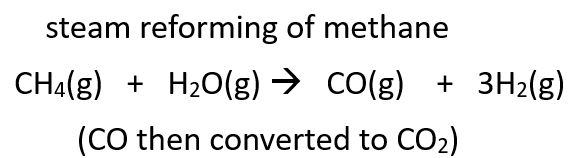 steam reforming of methane
CH₄(g) + H₂O(g) → CO(g) + 3H₂(g)
(CO then converted to CO₂)